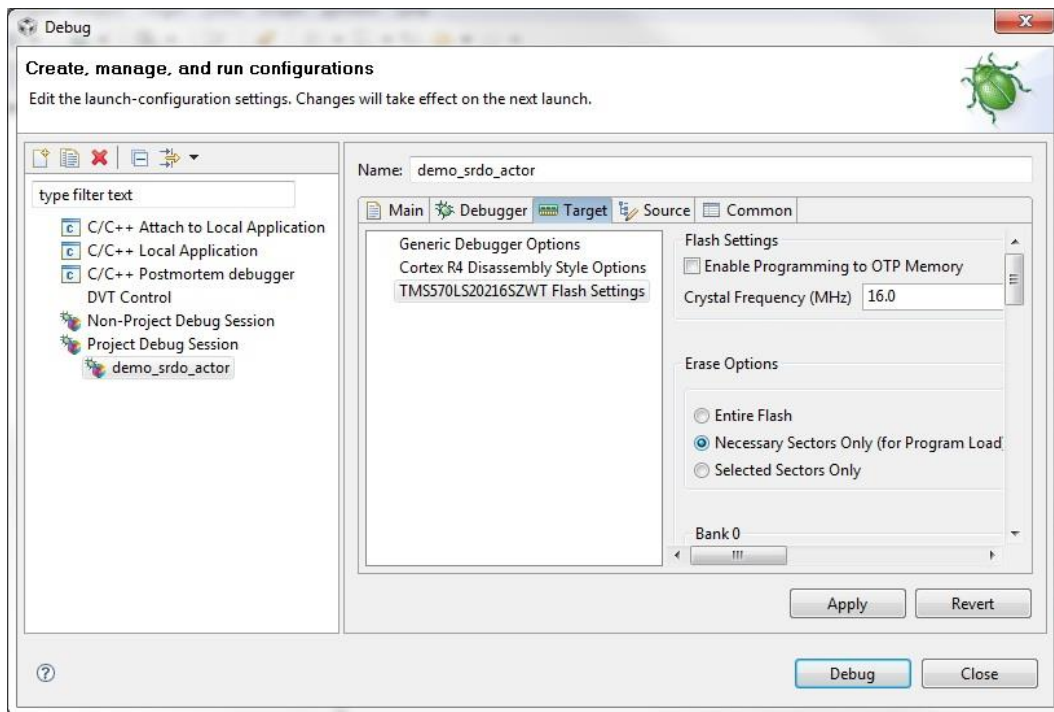 Debug
Create, manage, and run configurations
Edit the launch-configuration settings. Changes will take effect on the next launch.
type filter text
C/C++ Attach to Local Application
C/C++ Local Application
C/C++ Postmortem debugger
DVT Control
Non-Project Debug Session
Project Debug Session
demo_srdo_actor
Name: demo_srdo_actor
Main Debugger Target Source Common
Generic Debugger Options
Cortex R4 Disassembly Style Options
TMS570LS20216SZWT Flash Settings
Flash Settings
Enable Programming to OTP Memory
Crystal Frequency (MHz) 16.0
Erase Options
Entire Flash
Necessary Sectors Only (for Program Load
Selected Sectors Only
Bank 0
Apply Revert
Debug Close